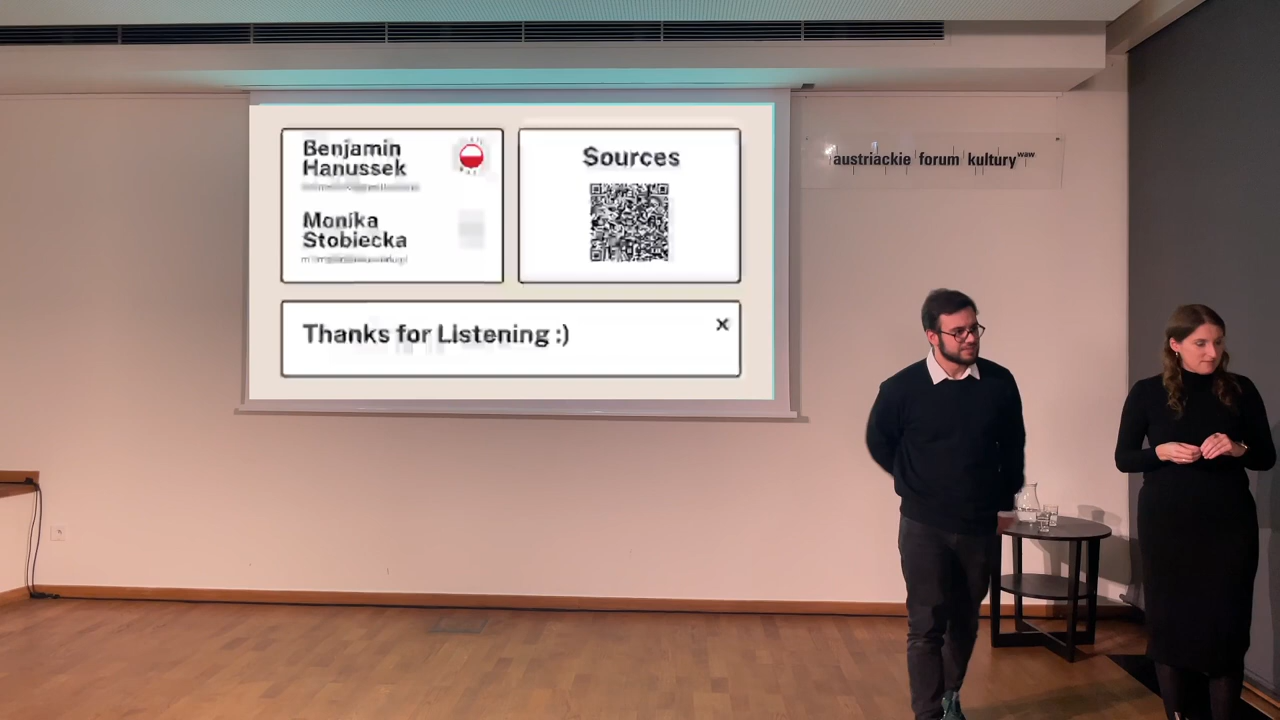 Benjamin
Hanussek
Monika
Stobiecka
Sources
Thanks for Listening :)
×
austriackie forum kultury waw